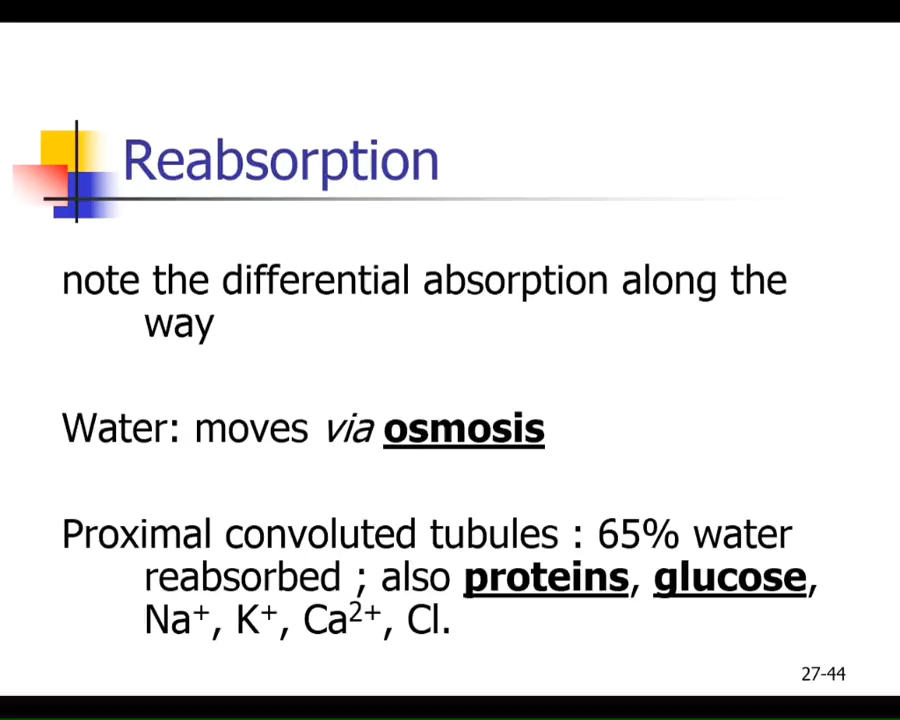 Reabsorption
note the differential absorption along the
way
Water: moves via osmosis
Proximal convoluted tubules : 65% water
reabsorbed ; also proteins, glucose,
Na⁺, K⁺, Ca²⁺, Cl.
27-44